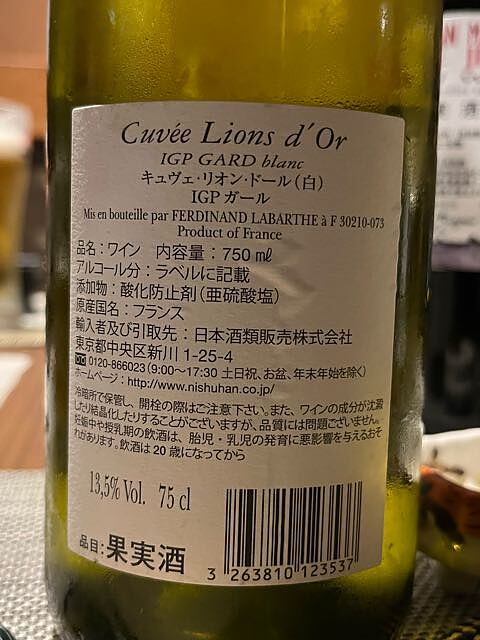 Cuvée Lions d'Or
IGP GARD blanc
キュヴェ・リオン・ドール(白)
IGPガール
Mis en bouteille par FERDINAND LABARTHE à F 30210-073
Product of France
品名:ワイン 内容量:750㎖
アルコール分:ラベルに記載
添加物:酸化防止剤(亜硫酸塩)
原産国名:フランス
輸入者及び引取先:日本酒類販売株式会社
東京都中央区新川1-25-4
0120-866023(9:00〜17:30 土日祝、お盆、年末年始を除く)
ホームページ:http://www.nishuhan.co.jp/
冷暗所で保管し、開栓の際はご注意下さい。また、ワインの成分が沈澱
したり結晶化したりすることがございますが、品質には問題ございません。
妊娠中や授乳期の飲酒は、胎児・乳児の発育に悪影響を与えるおそ
れがあります。飲酒は20歳になってから
13,5% Vol. 75 cl
品目:果実酒
3 263810 123537